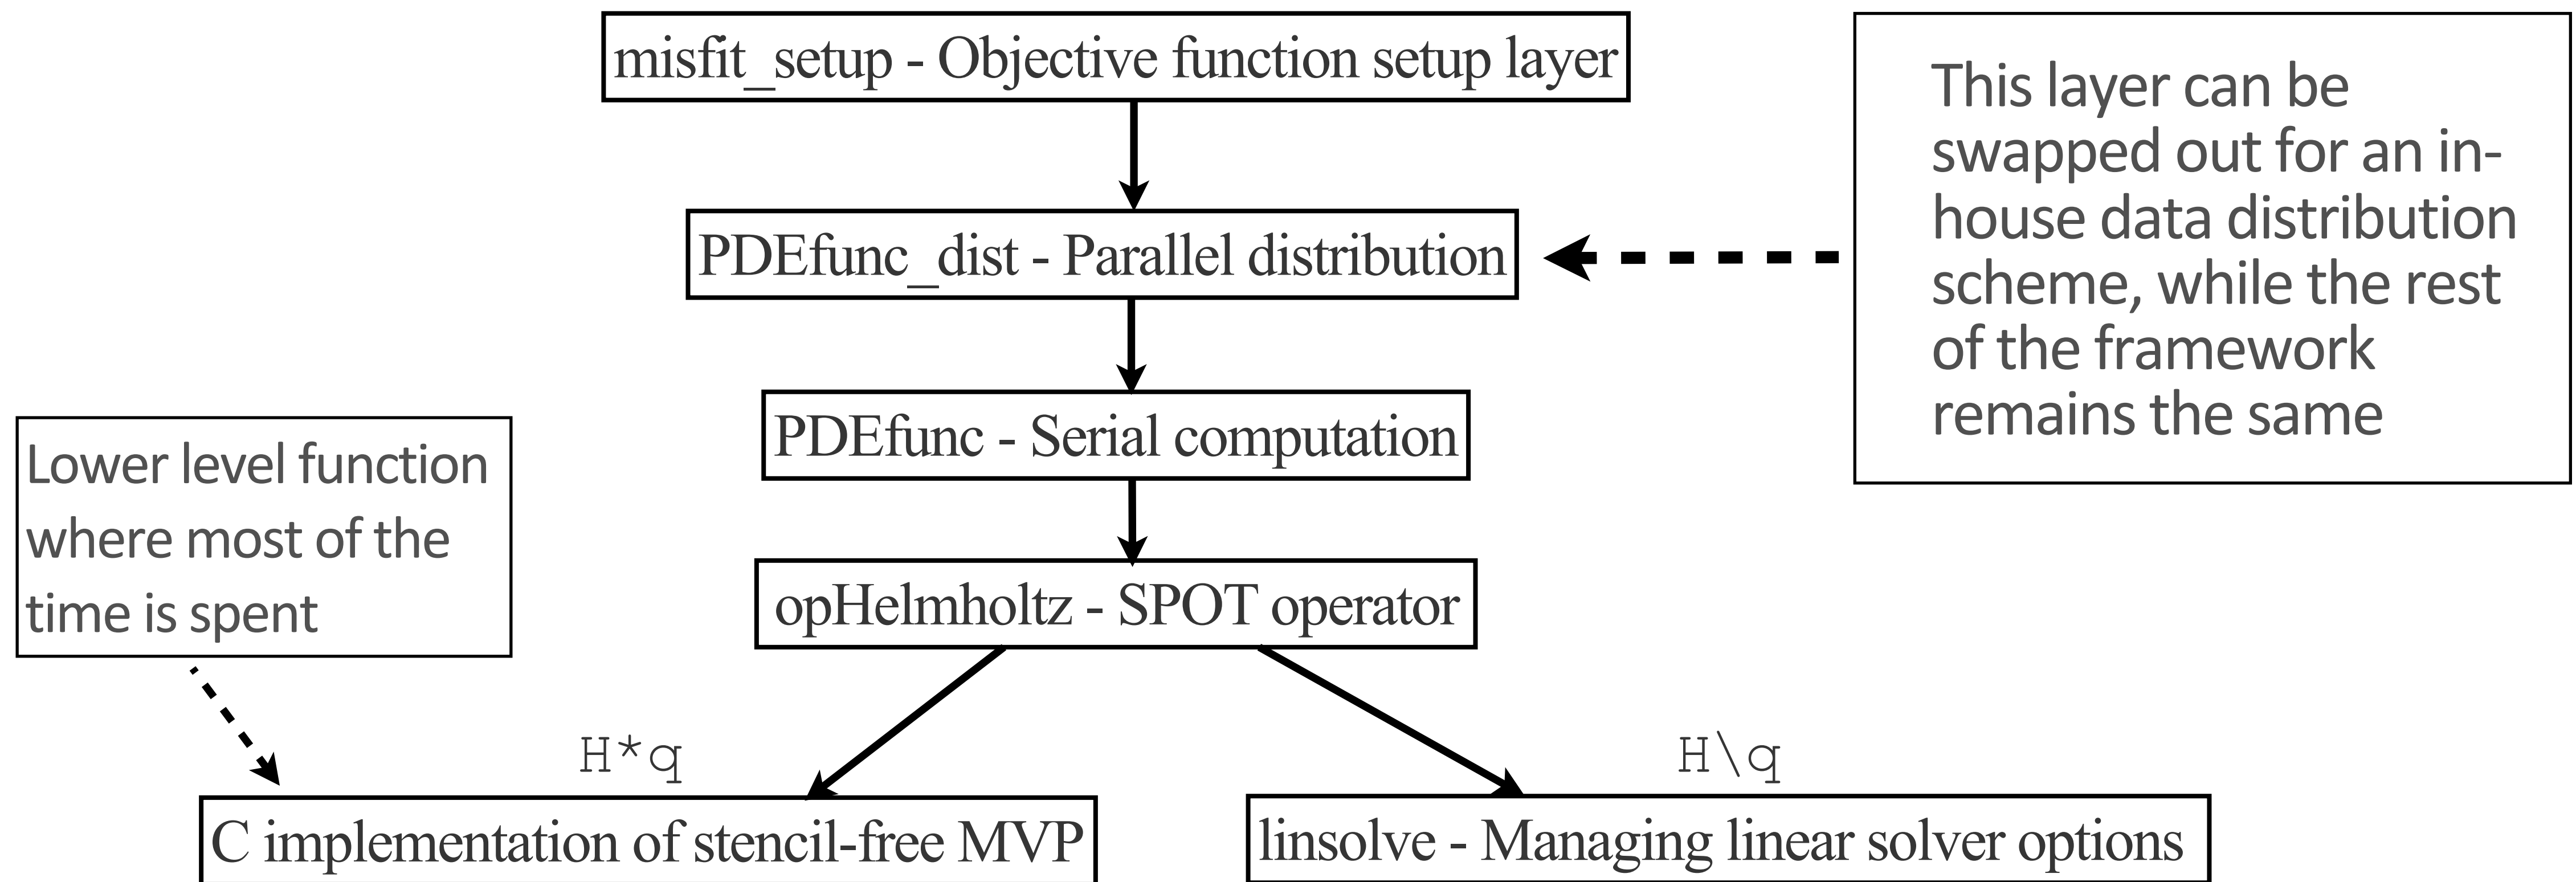 misfit_setup - Objective function setup layer
This layer can be
swapped out for an in-
house data distribution
scheme, while the rest
of the framework
remains the same
PDEfunc_dist - Parallel distribution
PDEfunc - Serial computation
Lower level function
where most of the
time is spent
opHelmholtz - SPOT operator
H*q
H\q
C implementation of stencil-free MVP
linsolve - Managing linear solver options